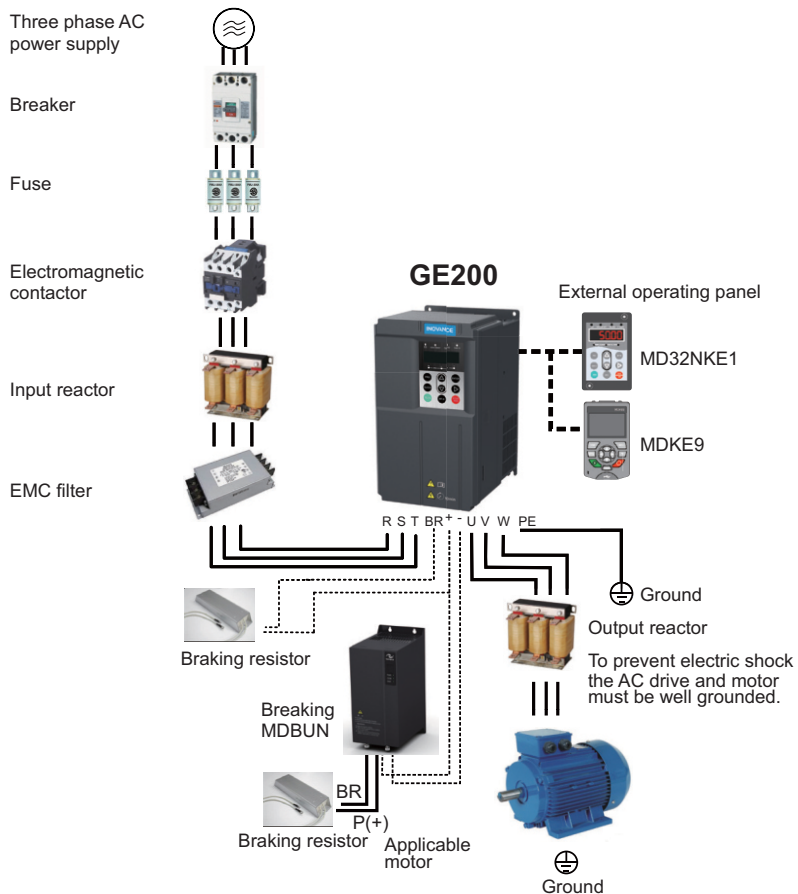 Three phase AC
power supply
Breaker
Fuse
Electromagnetic
contactor
GE200
External operating panel
INOVANCE
5000
MD32NKE1
Input reactor
MDKE9
EMC filter
R S T BR + - U V W PE
Ground
Braking resistor
Output reactor
To prevent electric shock
the AC drive and motor
must be well grounded.
Breaking
MDBUN
BR
P(+)
Braking resistor
Applicable
motor
Ground